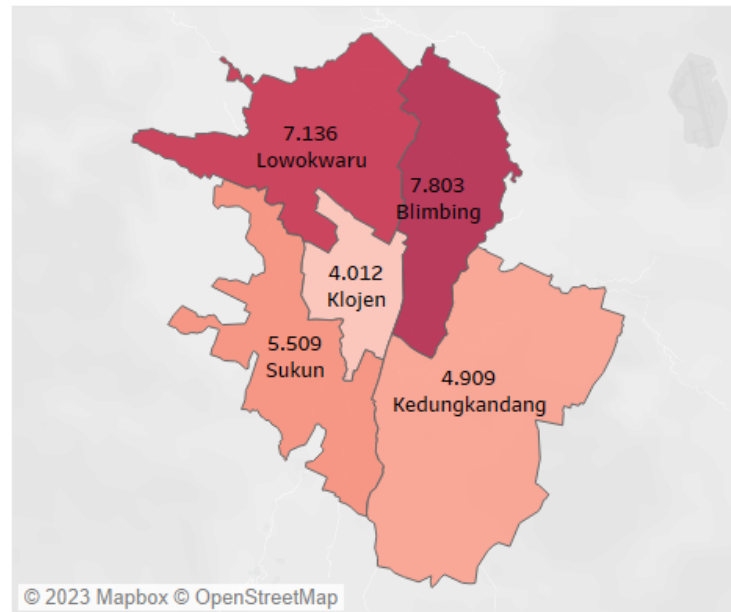 7.136
Lowokwaru
7.803
Blimbing
4.012
Klojen
5.509
Sukun
4.909
Kedungkandang
© 2023 Mapbox © OpenStreetMap